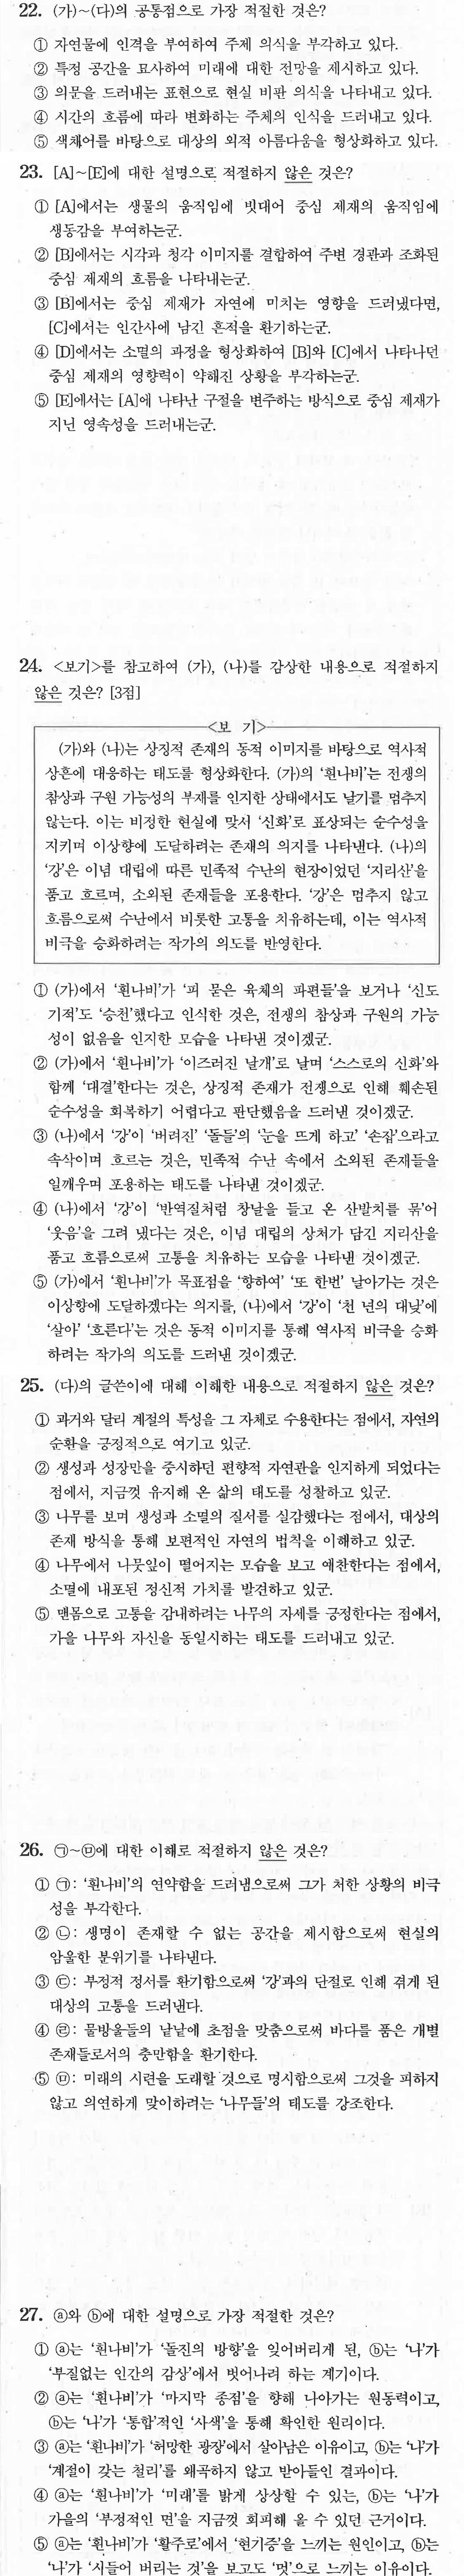 22. (가)~(다)의 공통점으로 가장 적절한 것은?
① 자연물에 인격을 부여하여 주제 의식을 부각하고 있다.
② 특정 공간을 묘사하여 미래에 대한 전망을 제시하고 있다.
③ 의문을 드러내는 표현으로 현실 비판 의식을 나타내고 있다.
④ 시간의 흐름에 따라 변화하는 주체의 인식을 드러내고 있다.
⑤ 색채어를 바탕으로 대상의 외적 아름다움을 형상화하고 있다.
23. [A]~[E]에 대한 설명으로 적절하지 않은 것은?
① [A]에서는 생물의 움직임에 빗대어 중심 제재의 움직임에
생동감을 부여하는군.
② [B]에서는 시각과 청각 이미지를 결합하여 주변 경관과 조화된
중심 제재의 흐름을 나타내는군.
③ [B]에서는 중심 제재가 자연에 미치는 영향을 드러냈다면,
[C]에서는 인간사에 남긴 흔적을 환기하는군.
④ [D]에서는 소멸의 과정을 형상화하여 [B]와 [C]에서 나타나던
중심 제재의 영향력이 약해진 상황을 부각하는군.
⑤ [E]에서는 [A]에 나타난 구절을 변주하는 방식으로 중심 제재가
지닌 영속성을 드러내는군.
24. <보기>를 참고하여 (가), (나)를 감상한 내용으로 적절하지
않은 것은? [3점]
<보 기>
(가)와 (나)는 상징적 존재의 동적 이미지를 바탕으로 역사적
상흔에 대응하는 태도를 형상화한다. (가)의 ‘흰나비’는 전쟁의
참상과 구원 가능성의 부재를 인지한 상태에서도 날기를 멈추지
않는다. 이는 비정한 현실에 맞서 ‘신화’로 표상되는 순수성을
지키며 이상향에 도달하려는 존재의 의지를 나타낸다. (나)의
‘강’은 이념 대립에 따른 민족적 수난의 현장이었던 ‘지리산’을
품고 흐르며, 소외된 존재들을 포용한다. ‘강’은 멈추지 않고
흐름으로써 수난에서 비롯한 고통을 치유하는데, 이는 역사적
비극을 승화하려는 작가의 의도를 반영한다.
① (가)에서 ‘흰나비’가 ‘피 묻은 육체의 파편들’을 보거나 ‘신도
기적’도 ‘승천’했다고 인식한 것은, 전쟁의 참상과 구원의 가능
성이 없음을 인지한 모습을 나타낸 것이겠군.
② (가)에서 ‘흰나비’가 ‘이즈러진 날개’로 날며 ‘스스로의 신화’와
함께 ‘대결’한다는 것은, 상징적 존재가 전쟁으로 인해 훼손된
순수성을 회복하기 어렵다고 판단했음을 드러낸 것이겠군.
③ (나)에서 ‘강’이 ‘버려진’ ‘돌들’의 ‘눈을 뜨게 하고’ ‘손잡’으라고
속삭이며 흐르는 것은, 민족적 수난 속에서 소외된 존재들을
일깨우며 포용하는 태도를 나타낸 것이겠군.
④ (나)에서 ‘강’이 ‘반역질처럼 창날을 들고 온 산발치를 묶’어
‘웃음’을 그려 냈다는 것은, 이념 대립의 상처가 담긴 지리산을
품고 흐름으로써 고통을 치유하는 모습을 나타낸 것이겠군.
⑤ (가)에서 ‘흰나비’가 목표점을 ‘향하여’ ‘또 한번’ 날아가는 것은
이상향에 도달하겠다는 의지를, (나)에서 ‘강’이 ‘천 년의 대낮’에
‘살아’ ‘흐른다’는 것은 동적 이미지를 통해 역사적 비극을 승화
하려는 작가의 의도를 드러낸 것이겠군.
25. (다)의 글쓴이에 대해 이해한 내용으로 적절하지 않은 것은?
① 과거와 달리 계절의 특성을 그 자체로 수용한다는 점에서, 자연의
순환을 긍정적으로 여기고 있군.
② 생성과 성장만을 중시하던 편향적 자연관을 인지하게 되었다는
점에서, 지금껏 유지해 온 삶의 태도를 성찰하고 있군.
③ 나무를 보며 생성과 소멸의 질서를 실감했다는 점에서, 대상의
존재 방식을 통해 보편적인 자연의 법칙을 이해하고 있군.
④ 나무에서 나뭇잎이 떨어지는 모습을 보고 예찬한다는 점에서,
소멸에 내포된 정신적 가치를 발견하고 있군.
⑤ 맨몸으로 고통을 감내하려는 나무의 자세를 긍정한다는 점에서,
가을 나무와 자신을 동일시하는 태도를 드러내고 있군.
26. ㉠~㉤에 대한 이해로 적절하지 않은 것은?
① ㉠: ‘흰나비’의 연약함을 드러냄으로써 그가 처한 상황의 비극
성을 부각한다.
② ㉡: 생명이 존재할 수 없는 공간을 제시함으로써 현실의
암울한 분위기를 나타낸다.
③ ㉢: 부정적 정서를 환기함으로써 ‘강’과의 단절로 인해 겪게 된
대상의 고통을 드러낸다.
④ ㉣: 물방울들의 낱낱에 초점을 맞춤으로써 바다를 품은 개별
존재들로서의 충만함을 환기한다.
⑤ ㉤: 미래의 시련을 도래할 것으로 명시함으로써 그것을 피하지
않고 의연하게 맞이하려는 ‘나무들’의 태도를 강조한다.
27. ⓐ와 ⓑ에 대한 설명으로 가장 적절한 것은?
① ⓐ는 ‘흰나비’가 ‘돌진의 방향’을 잊어버리게 된, ⓑ는 ‘나’가
‘부질없는 인간의 감상’에서 벗어나려 하는 계기이다.
② ⓐ는 ‘흰나비’가 ‘마지막 종점’을 향해 나아가는 원동력이고,
ⓑ는 ‘나’가 ‘통합’적인 ‘사색’을 통해 확인한 원리이다.
③ ⓐ는 ‘흰나비’가 ‘허망한 광장’에서 살아남은 이유이고, ⓑ는 ‘나’가
‘계절이 갖는 철리’를 왜곡하지 않고 받아들인 결과이다.
④ ⓐ는 ‘흰나비’가 ‘미래’를 밝게 상상할 수 있는, ⓑ는 ‘나’가
가을의 ‘부정적인 면’을 지금껏 회피해 올 수 있던 근거이다.
⑤ ⓐ는 ‘흰나비’가 ‘활주로’에서 ‘현기증’을 느끼는 원인이고, ⓑ는
‘나’가 ‘시들어 버리는 것’을 보고도 ‘멋’으로 느끼는 이유이다.